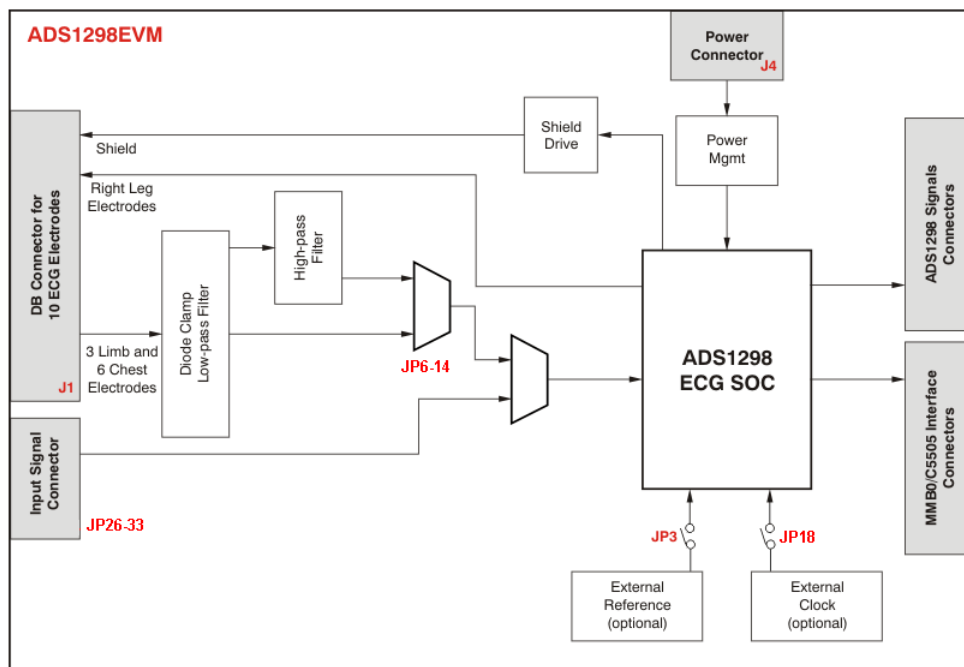 ADS1298EVM
Power
Connector
J4
Shield
Drive
Power
Mgmt
Shield
Right Leg
Electrodes
DB Connector for
10 ECG Electrodes
J1
High-pass
Filter
Diode Clamp
Low-pass Filter
3 Limb and
6 Chest
Electrodes
JP6-14
ADS1298
ECG SOC
ADS1298 Signals
Connectors
MMB0/C5505 Interface
Connectors
Input Signal
Connector
JP26-33
JP3
JP18
External
Reference
(optional)
External
Clock
(optional)